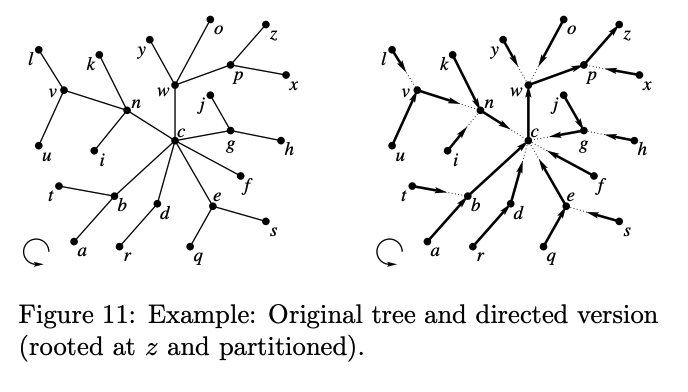 o o
y z y z
l k w p l k w p
v n j x v n j x
c c
g h g h
u i u i
f f
t b d e t b d e
s s
a r q a r q
Figure 11: Example: Original tree and directed version
(rooted at z and partitioned).